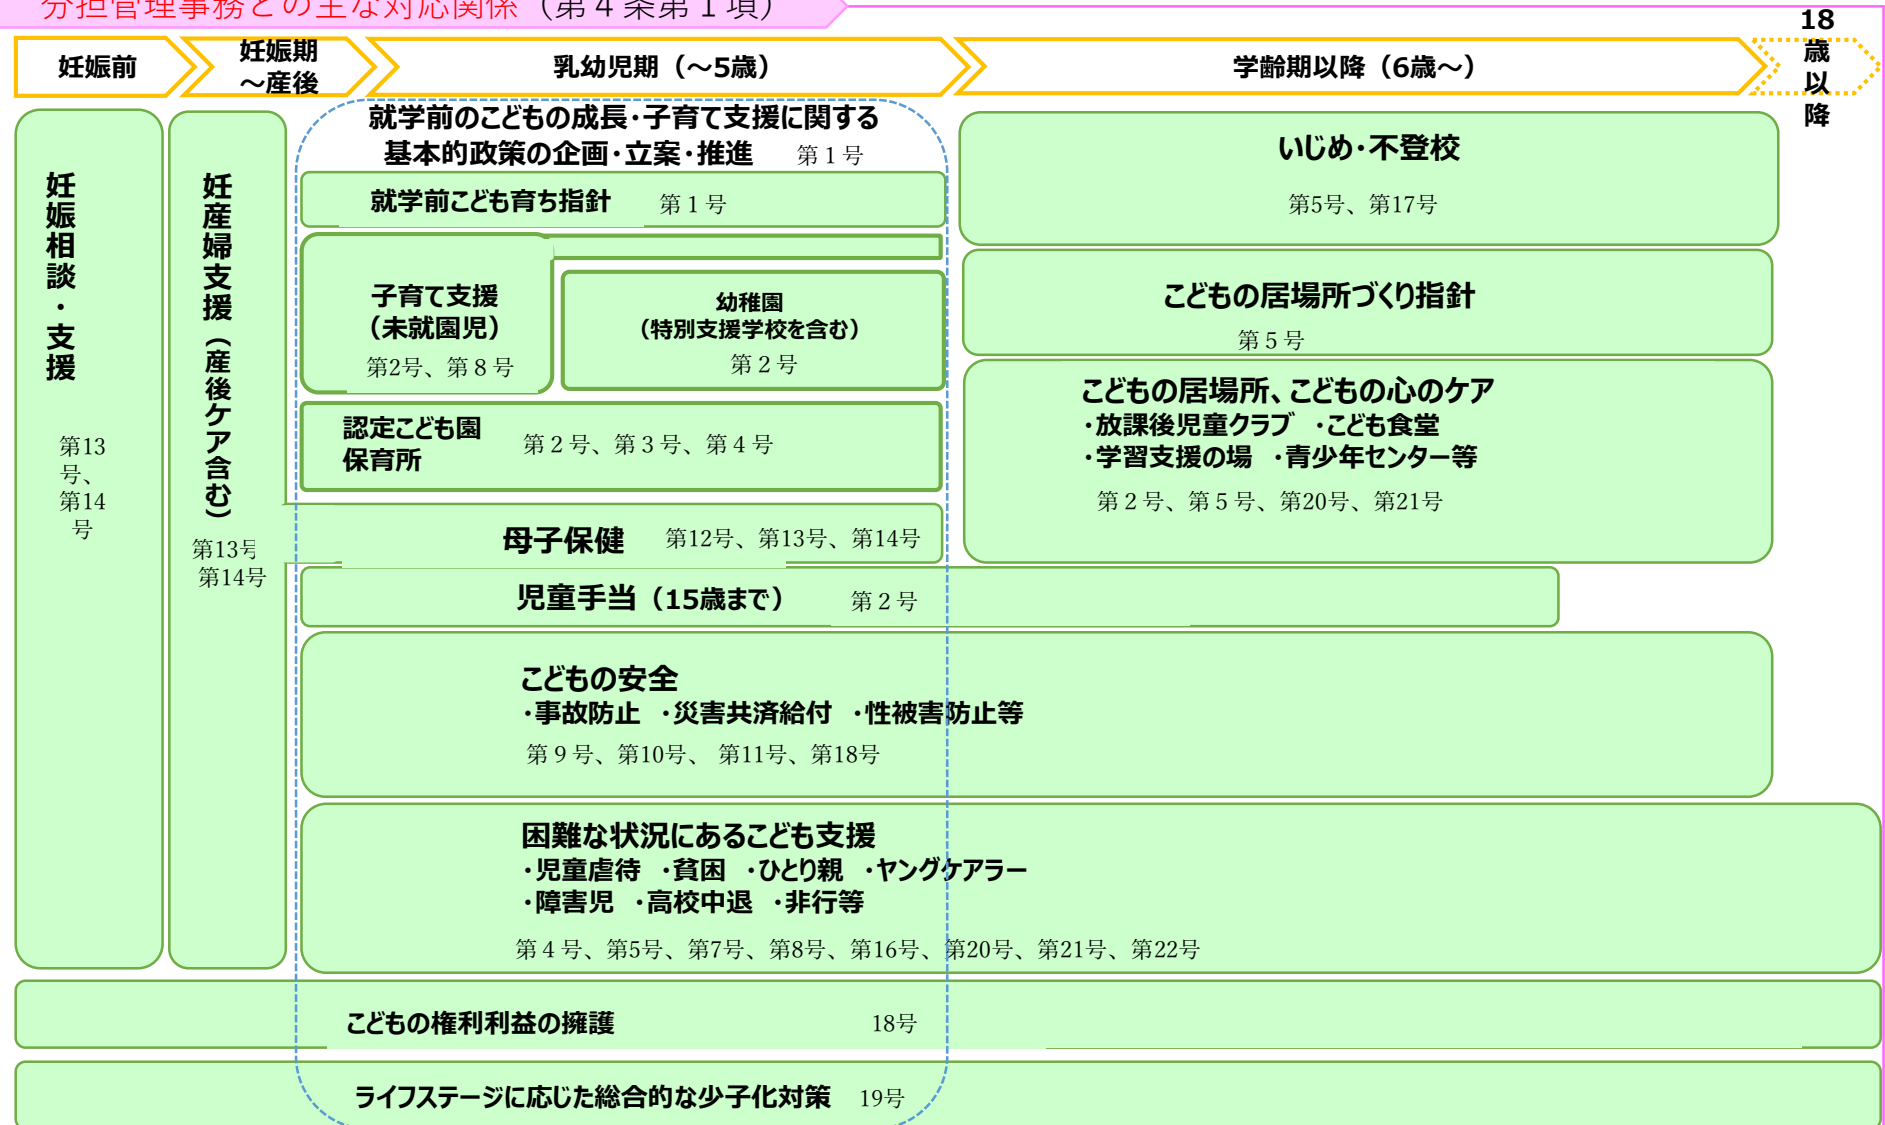 分担管理事務との主な対応関係（第４条第１項）
妊娠前
妊娠期
～産後
乳幼児期（～5歳）
学齢期以降（6歳～）
18
歳
以
降
妊娠相談・支援
第13
号、
第14
号
妊産婦支援（産後ケア含む）
第13号
第14号
就学前のこどもの成長・子育て支援に関する
基本的政策の企画・立案・推進　第１号
就学前こども育ち指針　第１号
子育て支援
（未就園児）
第2号、第８号
幼稚園
（特別支援学校を含む）
第２号
認定こども園
保育所
第２号、第３号、第４号
母子保健　第12号、第13号、第14号
児童手当（15歳まで）　第２号
いじめ・不登校
第5号、第17号
こどもの居場所づくり指針
第５号
こどもの居場所、こどもの心のケア
・放課後児童クラブ　・こども食堂
・学習支援の場　・青少年センター等
第２号、第５号、第20号、第21号
こどもの安全
・事故防止　・災害共済給付　・性被害防止等
第９号、第10号、 第11号、第18号
困難な状況にあるこども支援
・児童虐待　・貧困　・ひとり親　・ヤングケアラー
・障害児　・高校中退　・非行等
第４号、第5号、第7号、第8号、第16号、第20号、第21号、第22号
こどもの権利利益の擁護　18号
ライフステージに応じた総合的な少子化対策　19号